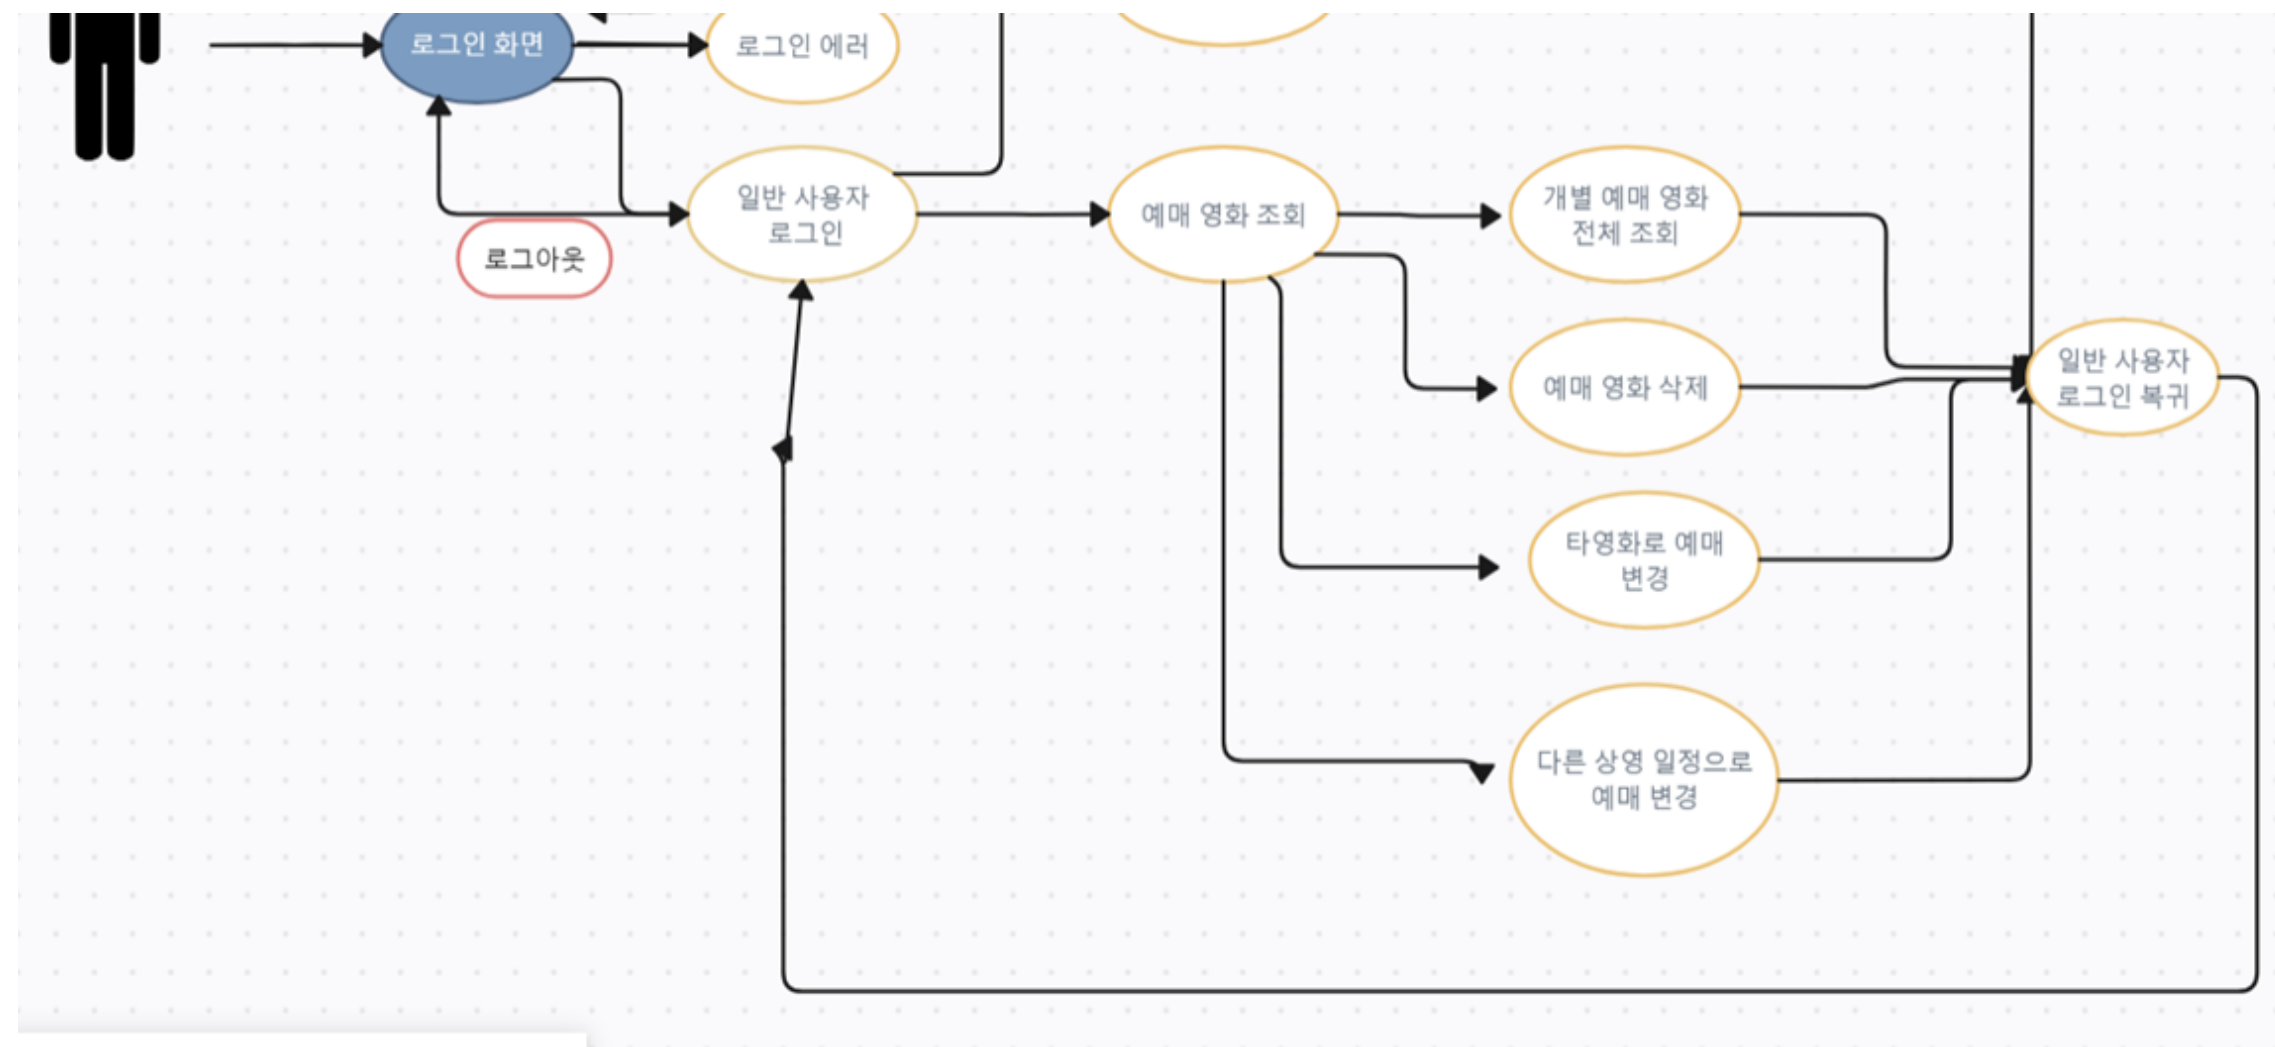 로그인 화면
로그인 에러
일반 사용자
로그인
로그아웃
예매 영화 조회
개별 예매 영화
전체 조회
예매 영화 삭제
일반 사용자
로그인 복귀
타영화로 예매
변경
다른 상영 일정으로
예매 변경